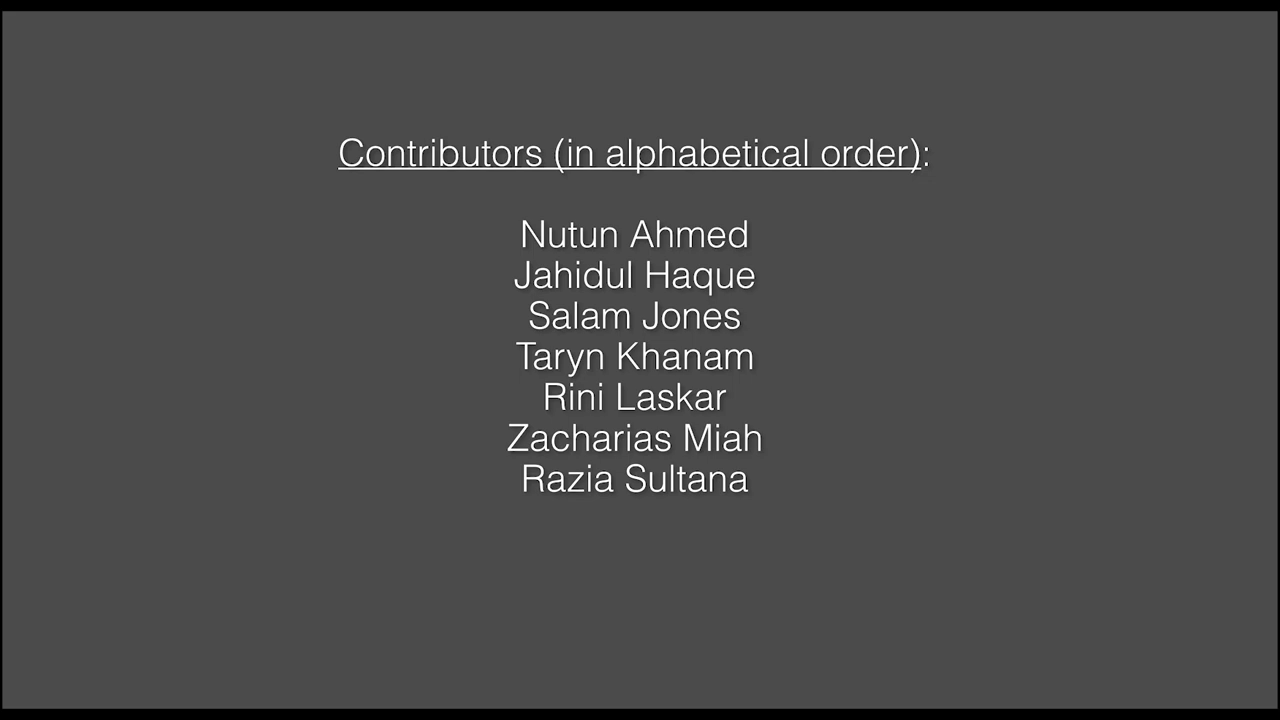 Contributors (in alphabetical order):
Nutun Ahmed
Jahidul Haque
Salam Jones
Taryn Khanam
Rini Laskar
Zacharias Miah
Razia Sultana